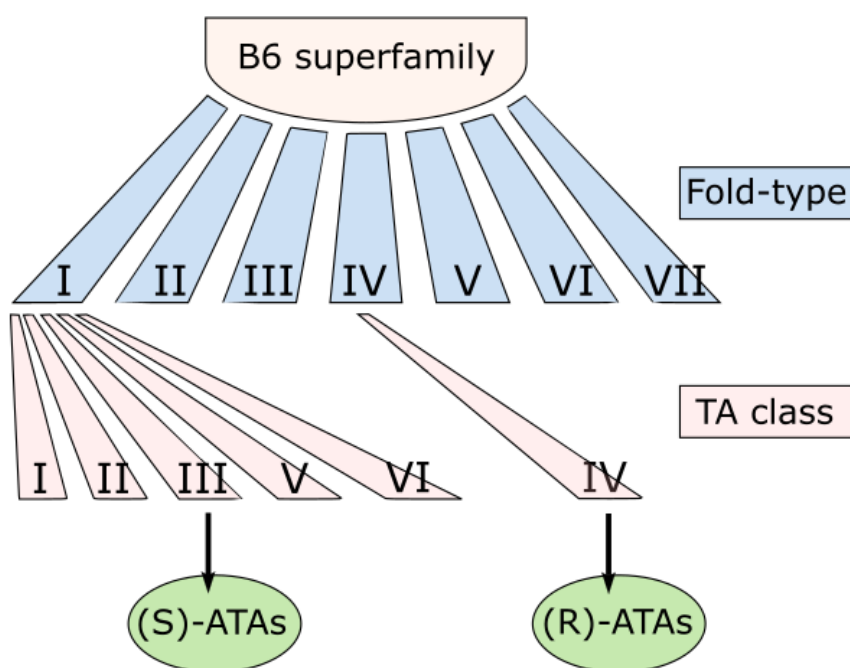 B6 superfamily
Fold-type
I II III IV V VI VII
TA class
I II III V VI IV
(S)-ATAs (R)-ATAs